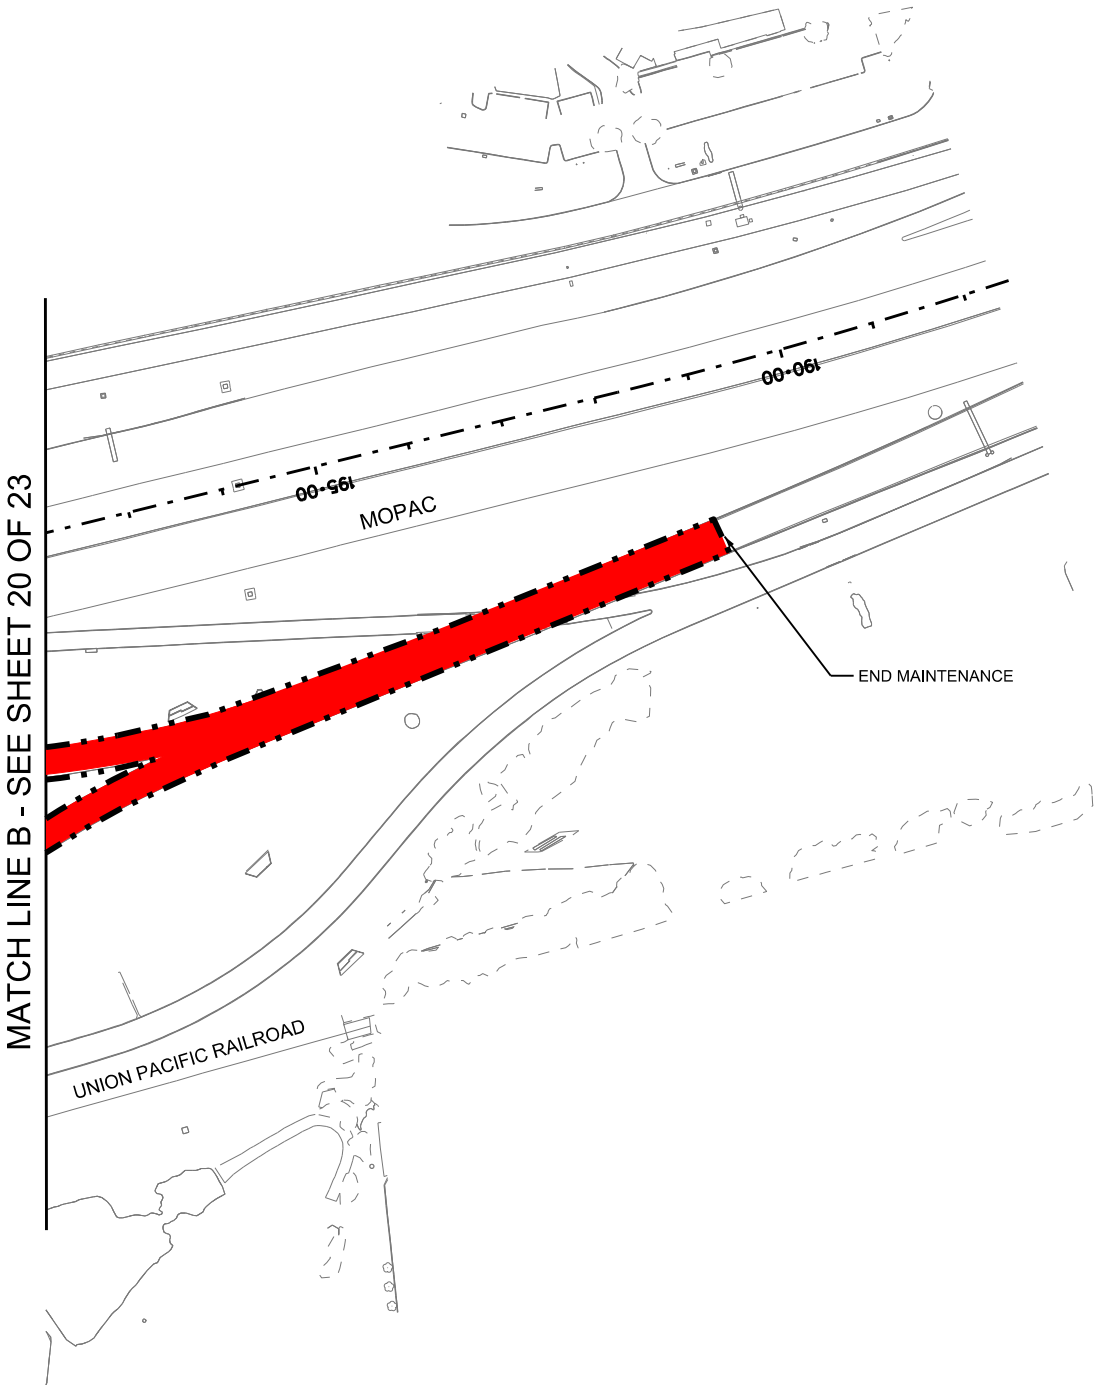 190+00
195+00
MOPAC
MATCH LINE B - SEE SHEET 20 OF 23
END MAINTENANCE
UNION PACIFIC RAILROAD